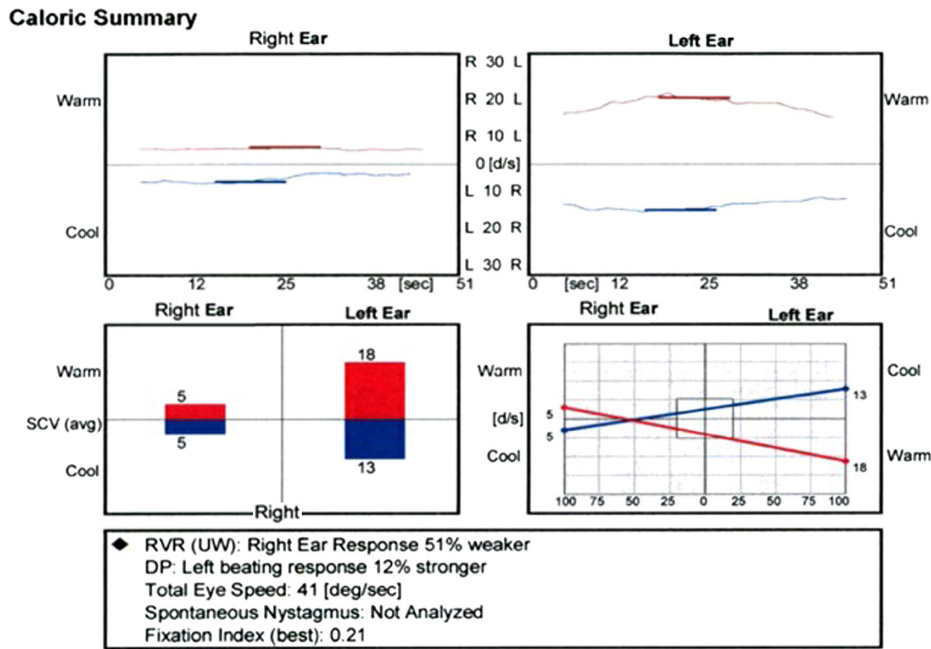 Caloric Summary
Right Ear
Left Ear
R 30 L
Warm
R 20 L
Warm
R 10 L
0 [d/s]
L 10 R
Cool
L 20 R
Cool
L 30 R
0 12 25 38 [sec] 51
0 [sec] 12 25 38 51
Right Ear
Left Ear
18
Warm
5
SCV (avg)
5
Cool
13
Right
Right Ear
Left Ear
Warm
Cool
5
13
[d/s]
5
Cool
Warm
18
100 75 50 25 0 25 50 75 100
RVR (UW): Right Ear Response 51% weaker
DP: Left beating response 12% stronger
Total Eye Speed: 41 [deg/sec]
Spontaneous Nystagmus: Not Analyzed
Fixation Index (best): 0.21